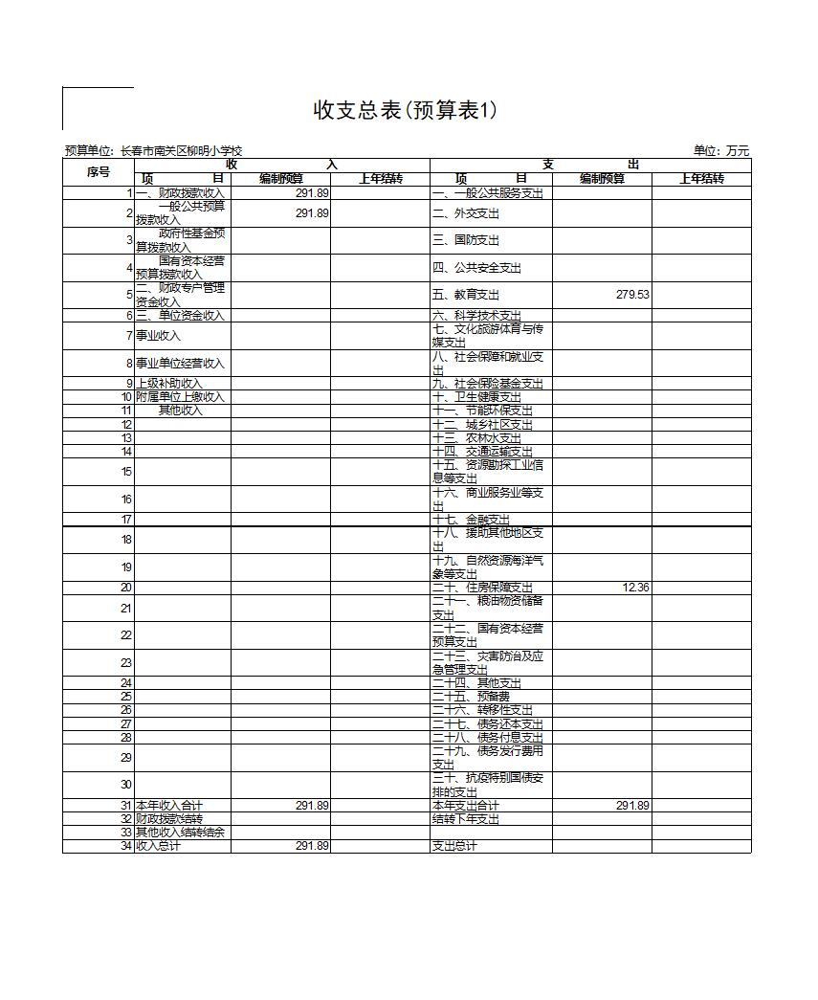 收支总表(预算表1)
预算单位：长春市南关区柳明小学校 单位：万元
序号 收 入 支 出
项 目 编制预算 上年结转 项 目 编制预算 上年结转
1 一、财政拨款收入 291.89 一、一般公共服务支出
2 一般公共预算
拨款收入 291.89 二、外交支出
3 政府性基金预
算拨款收入 三、国防支出
4 国有资本经营
预算拨款收入 四、公共安全支出
5 二、财政专户管理
资金收入 五、教育支出 279.53
6 三、单位资金收入 六、科学技术支出
7 事业收入 七、文化旅游体育与传
媒支出
8 事业单位经营收入 八、社会保障和就业支
出
9 上级补助收入 九、社会保险基金支出
10 附属单位上缴收入 十、卫生健康支出
11 其他收入 十一、节能环保支出
12 十二、城乡社区支出
13 十三、农林水支出
14 十四、交通运输支出
15 十五、资源勘探工业信
息等支出
16 十六、商业服务业等支
出
17 十七、金融支出
18 十八、援助其他地区支
出
19 十九、自然资源海洋气
象等支出
20 二十、住房保障支出 12.36
21 二十一、粮油物资储备
支出
22 二十二、国有资本经营
预算支出
23 二十三、灾害防治及应
急管理支出
24 二十四、其他支出
25 二十五、预备费
26 二十六、转移性支出
27 二十七、债务还本支出
28 二十八、债务付息支出
29 二十九、债务发行费用
支出
30 三十、抗疫特别国债安
排的支出
31 本年收入合计 291.89 本年支出合计 291.89
32 财政拨款结转 结转下年支出
33 其他收入结转结余
34 收入总计 291.89 支出总计